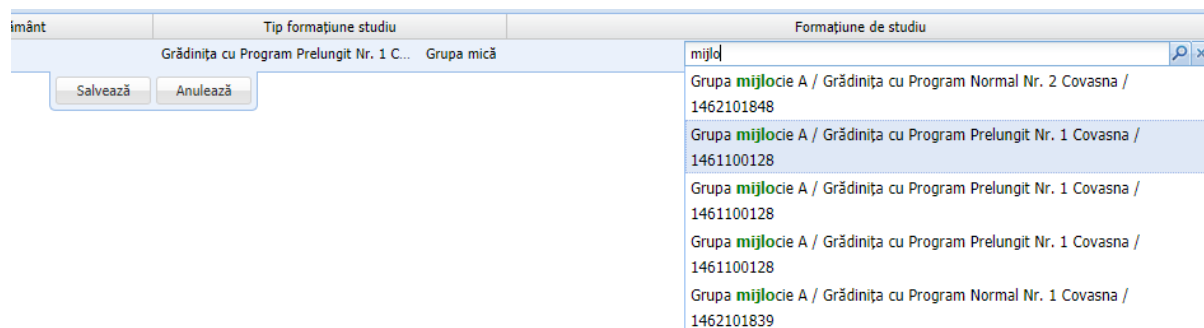 ământ Tip formațiune studiu Formațiune de studiu
Grădinița cu Program Prelungit Nr. 1 C... Grupa mică mijlo
Salvează Anulează
Grupa mijlocie A / Grădinița cu Program Normal Nr. 2 Covasna /
1462101848
Grupa mijlocie A / Grădinița cu Program Prelungit Nr. 1 Covasna /
1461100128
Grupa mijlocie A / Grădinița cu Program Prelungit Nr. 1 Covasna /
1461100128
Grupa mijlocie A / Grădinița cu Program Prelungit Nr. 1 Covasna /
1461100128
Grupa mijlocie A / Grădinița cu Program Normal Nr. 1 Covasna /
1462101839